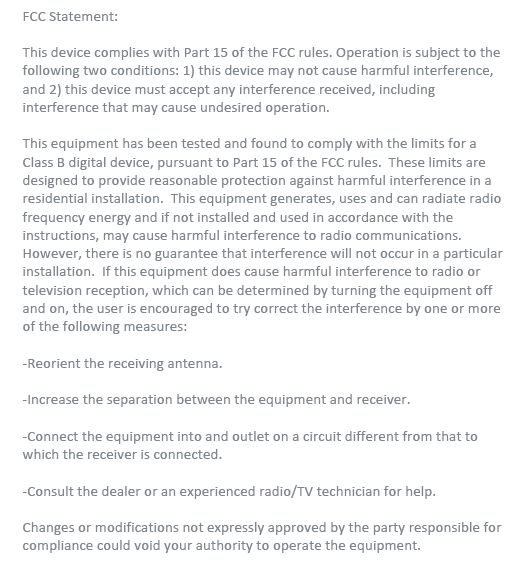 FCC Statement:
This device complies with Part 15 of the FCC rules. Operation is subject to the
following two conditions: 1) this device may not cause harmful interference,
and 2) this device must accept any interference received, including
interference that may cause undesired operation.
This equipment has been tested and found to comply with the limits for a
Class B digital device, pursuant to Part 15 of the FCC rules.  These limits are
designed to provide reasonable protection against harmful interference in a
residential installation.  This equipment generates, uses and can radiate radio
frequency energy and if not installed and used in accordance with the
instructions, may cause harmful interference to radio communications.
However, there is no guarantee that interference will not occur in a particular
installation.  If this equipment does cause harmful interference to radio or
television reception, which can be determined by turning the equipment off
and on, the user is encouraged to try correct the interference by one or more
of the following measures:
-Reorient the receiving antenna.
-Increase the separation between the equipment and receiver.
-Connect the equipment into and outlet on a circuit different from that to
which the receiver is connected.
-Consult the dealer or an experienced radio/TV technician for help.
Changes or modifications not expressly approved by the party responsible for
compliance could void your authority to operate the equipment.